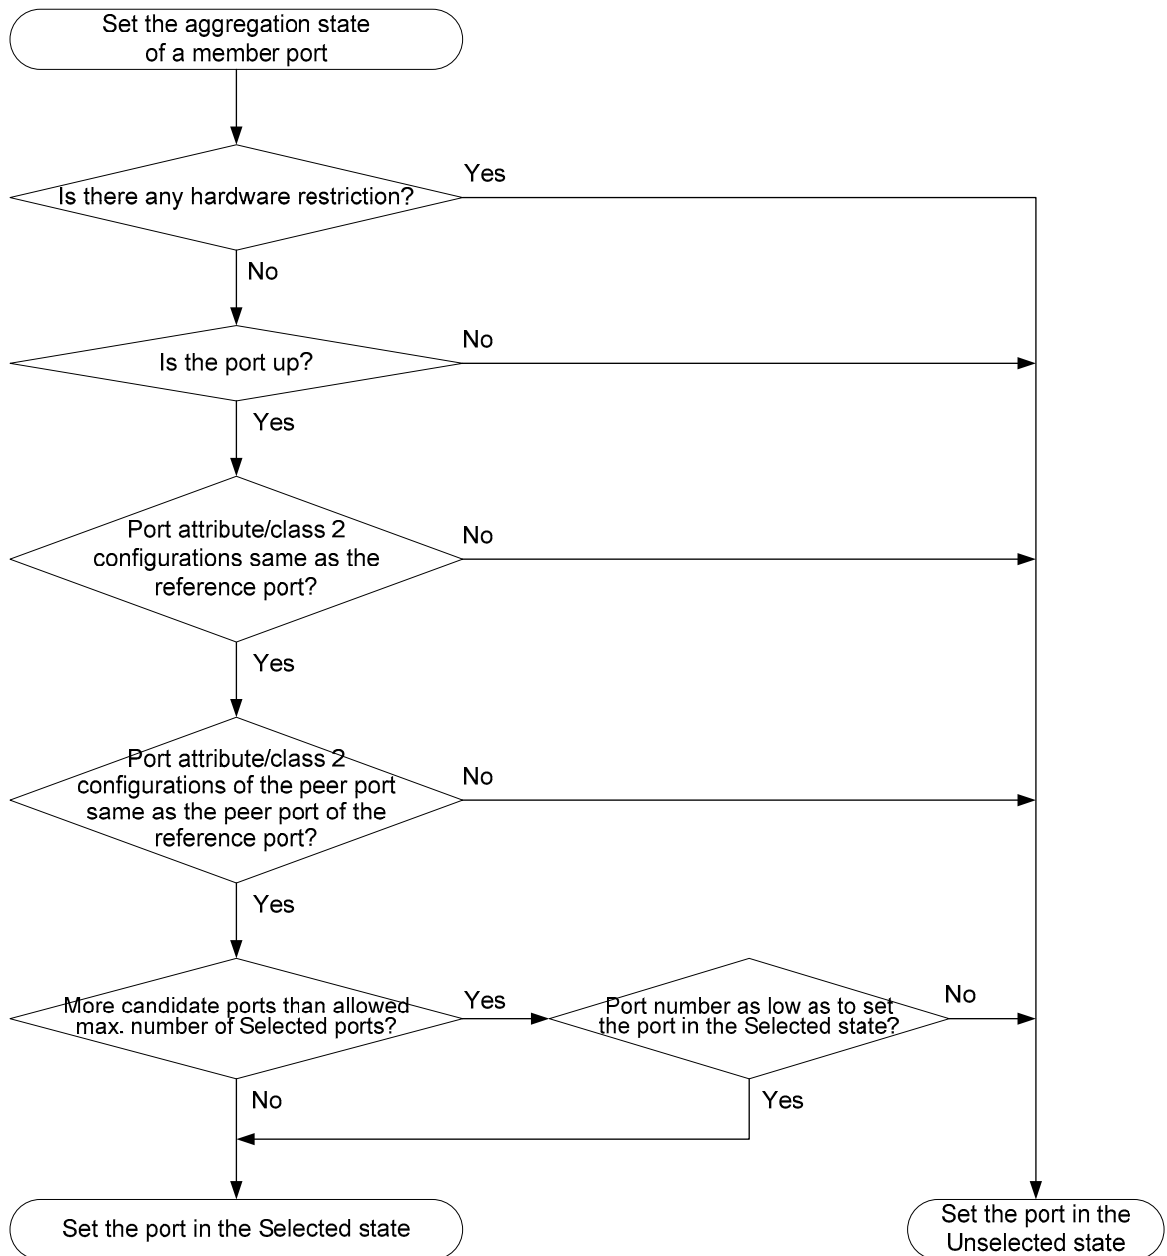 Set the aggregation state
of a member port
Is there any hardware restriction?
Yes
No
Is the port up?
No
Yes
Port attribute/class 2
configurations same as the
reference port?
No
Yes
Port attribute/class 2
configurations of the peer port
same as the peer port of the
reference port?
No
Yes
More candidate ports than allowed
max. number of Selected ports?
Yes
Port number as low as to set
the port in the Selected state?
No
No
Yes
Set the port in the Selected state
Set the port in the
Unselected state